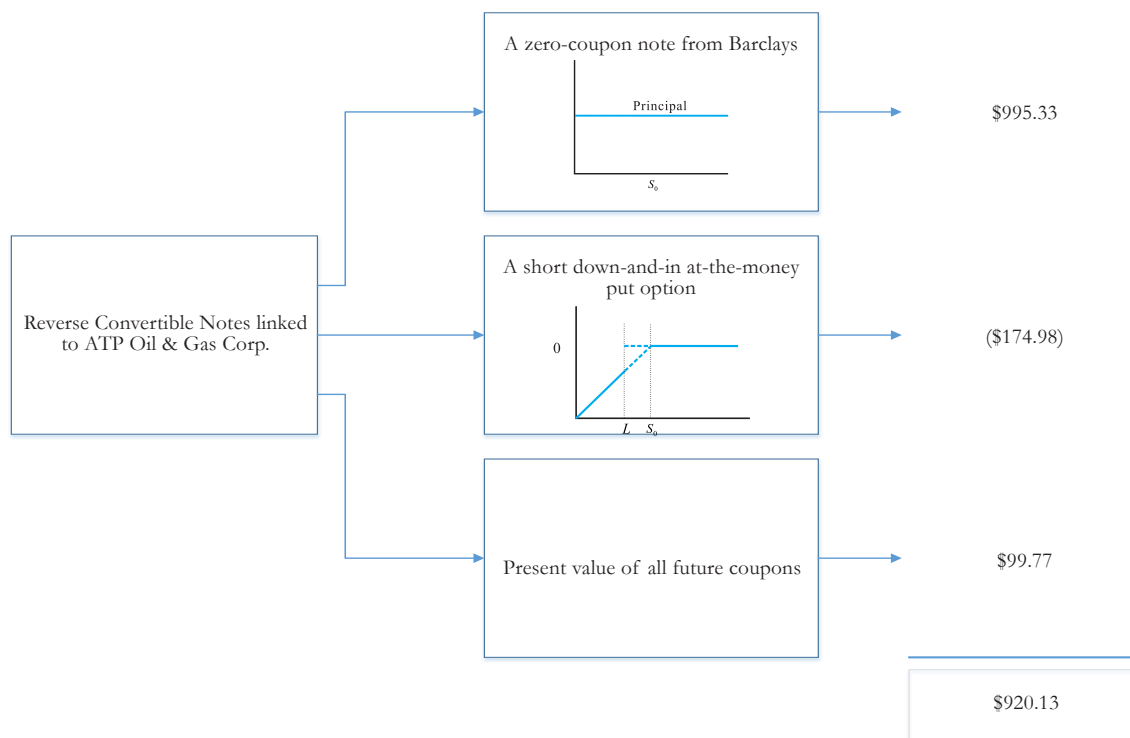 A zero-coupon note from Barclays
Principal
S₀
$995.33
Reverse Convertible Notes linked
to ATP Oil & Gas Corp.
A short down-and-in at-the-money
put option
0
L S₀
($174.98)
Present value of all future coupons
$99.77
$920.13